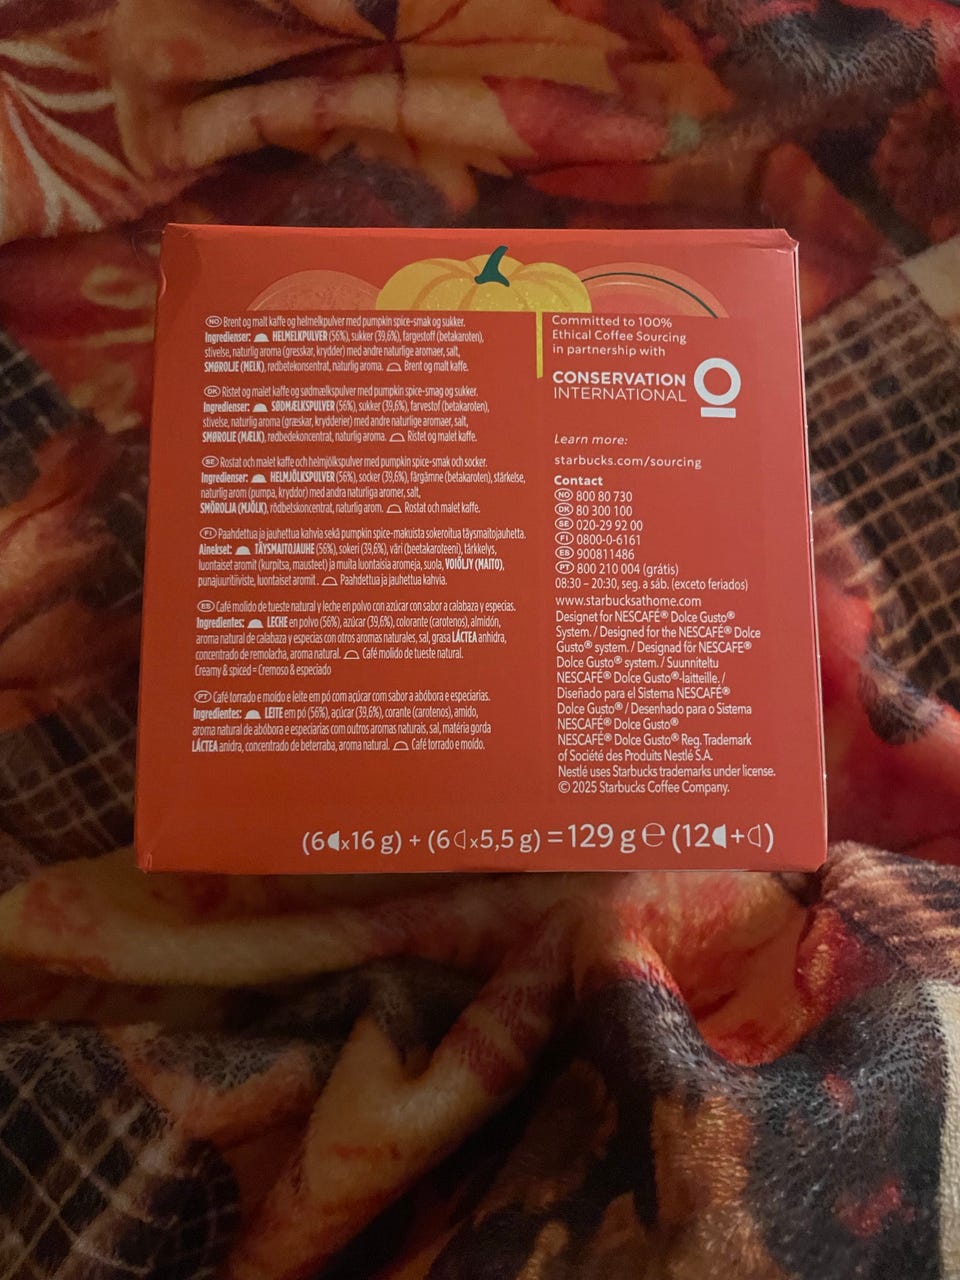 NO Brent og malt kaffe og helmelkpulver med pumpkin spice-smak og sukker.
Ingredienser: HELMELKPULVER (56%), sukker (39,6%), fargestoff (betakaroten),
stivelse, naturlig aroma (gresskar, krydder) med andre naturlige aromaer, salt,
SMØROLJE (MELK), rødbetekonsentrat, naturlig aroma. Brent og malt kaffe.
DK Ristet og malet kaffe og sødmælkspulver med pumpkin spice-smag og sukker.
Ingredienser: SØDMÆLKSPULVER (56%), sukker (39,6%), farvestof (betakaroten),
stivelse, naturlig aroma (græskar, krydderier) med andre naturlige aromaer, salt,
SMØROLIE (MÆLK), rødbedekoncentrat, naturlig aroma. Ristet og malet kaffe.
SE Rostat och malet kaffe och helmjölkspulver med pumpkin spice-smak och socker.
Ingredienser: HELMJÖLKSPULVER (56%), socker (39,6%), färgämne (betakaroten), stärkelse,
naturlig arom (pumpa, kryddor) med andra naturliga aromer, salt,
SMÖROLJA (MJÖLK), rödbetskoncentrat, naturlig arom. Rostat och malet kaffe.
FI Paahdettua ja jauhettua kahvia sekä pumpkin spice-makuista sokeroitua täysmaitojauhetta.
Ainekset: TÄYSMAITOJAUHE (56%), sokeri (39,6%), väri (beetakaroteeni), tärkkelys,
luontaiset aromit (kurpitsa, mausteet) ja muita luontaisia aromeja, suola, VOIÖLJY (MAITO),
punajuuritiiviste, luontaiset aromit . Paahdettua ja jauhettua kahvia.
ES Café molido de tueste natural y leche en polvo con azúcar con sabor a calabaza y especias.
Ingredientes: LECHE en polvo (56%), azúcar (39,6%), colorante (carotenos), almidón,
aroma natural de calabaza y especias con otros aromas naturales, sal, grasa LÁCTEA anhidra,
concentrado de remolacha, aroma natural. Café molido de tueste natural.
Creamy & spiced = Cremoso & especiado
PT Café torrado e moído e leite em pó com açúcar com sabor a abóbora e especiarias.
Ingredientes: LEITE em pó (56%), açúcar (39,6%), corante (carotenos), amido,
aroma natural de abóbora e especiarias com outros aromas naturais, sal, matéria gorda
LÁCTEA anidra, concentrado de beterraba, aroma natural. Café torrado e moído.
Committed to 100%
Ethical Coffee Sourcing
in partnership with
CONSERVATION
INTERNATIONAL
Learn more:
starbucks.com/sourcing
Contact
NO 800 80 730
DK 80 300 100
SE 020-29 92 00
FI 0800-0-6161
ES 900811486
PT 800 210 004 (grátis)
08:30 – 20:30, seg. a sáb. (exceto feriados)
www.starbucksathome.com
Designet for NESCAFÉ® Dolce Gusto®
System. / Designed for the NESCAFÉ® Dolce
Gusto® system. / Designad för NESCAFÉ®
Dolce Gusto® system. / Suunniteltu
NESCAFÉ® Dolce Gusto®-laitteille. /
Diseñado para el Sistema NESCAFÉ®
Dolce Gusto® / Desenhado para o Sistema
NESCAFÉ® Dolce Gusto®
NESCAFÉ® Dolce Gusto® Reg. Trademark
of Société des Produits Nestlé S.A.
Nestlé uses Starbucks trademarks under license.
© 2025 Starbucks Coffee Company.
(6 x16 g) + (6 x5,5 g) = 129 g ℮ (12 + )